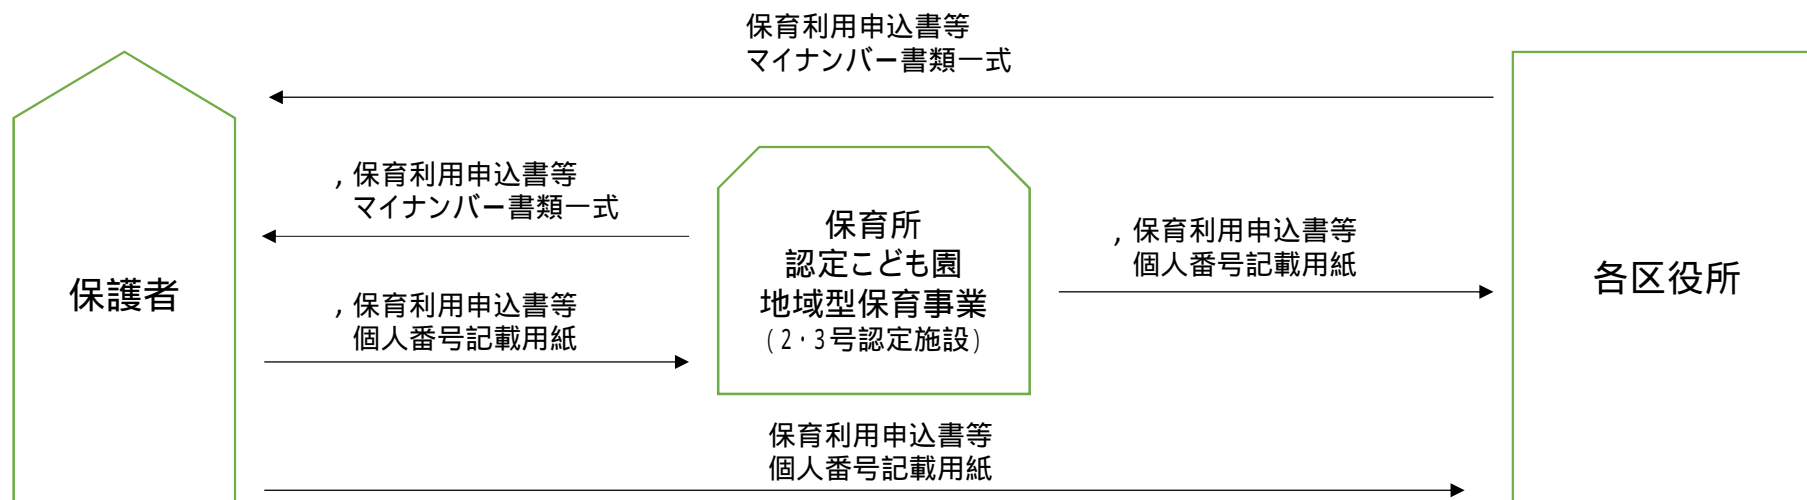 保育利用申込書等
マイナンバー書類一式
, 保育利用申込書等
マイナンバー書類一式
保育所
認定こども園
地域型保育事業
(2・3号認定施設)
, 保育利用申込書等
個人番号記載用紙
各区役所
保護者
, 保育利用申込書等
個人番号記載用紙
保育利用申込書等
個人番号記載用紙